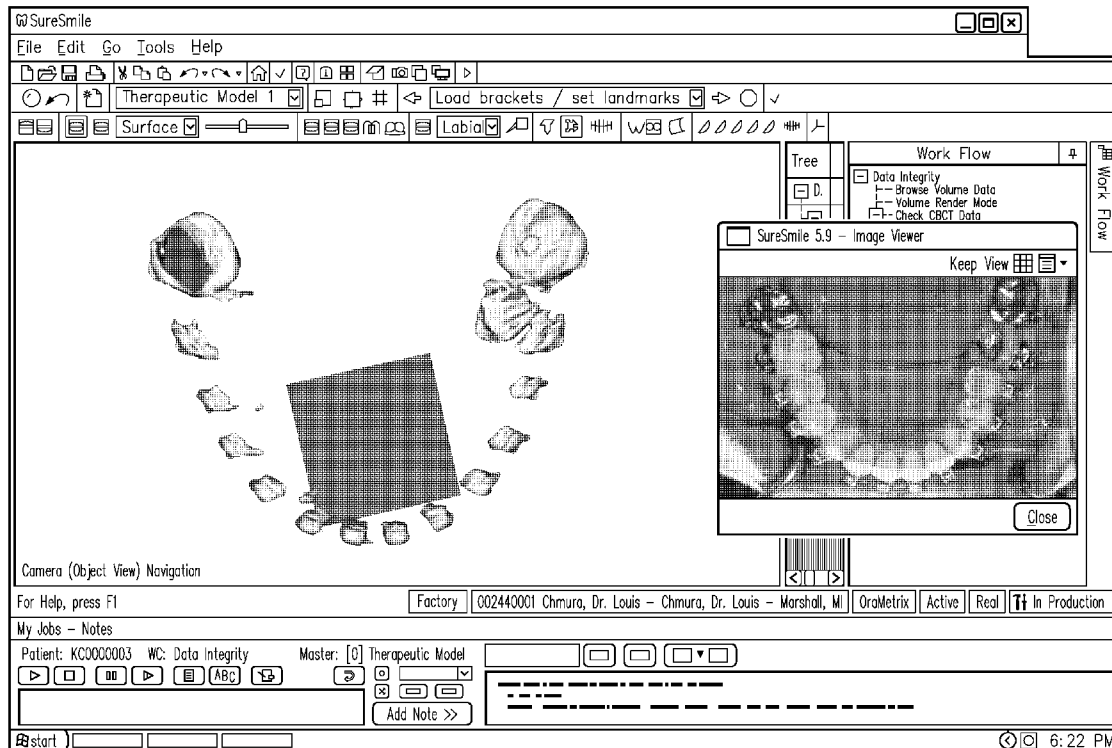 SureSmile
File Edit Go Tools Help
Therapeutic Model 1 Load brackets / set landmarks
Surface Labia
Tree
D.
Work Flow
Data Integrity
Browse Volume Data
Volume Render Mode
Check CBCT Data
Work Flow
SureSmile 5.9 – Image Viewer
Keep View
Close
Camera (Object View) Navigation
For Help, press F1 Factory 002440001 Chmura, Dr. Louis – Chmura, Dr. Louis – Marshall, MI OraMetrix Active Real In Production
My Jobs – Notes
Patient: KC0000003 WC: Data Integrity Master: [0] Therapeutic Model
ABC
Add Note >>
start 6:22 PM